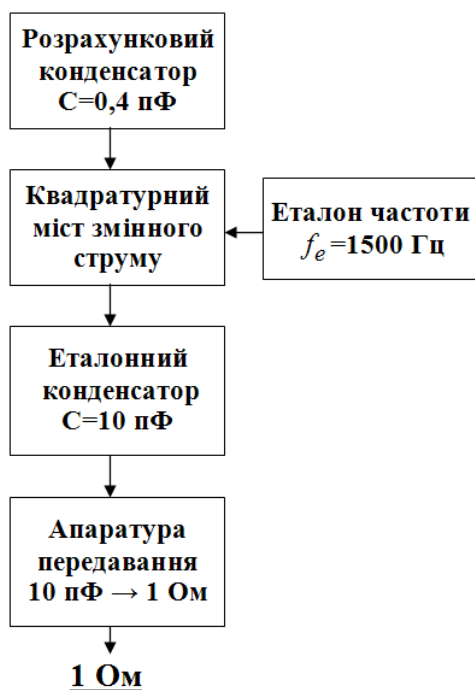 Розрахунковий
конденсатор
С=0,4 пФ
Квадратурний
міст змінного
струму
Еталон частоти
fₑ=1500 Гц
Еталонний
конденсатор
С=10 пФ
Апаратура
передавання
10 пФ → 1 Ом
1 Ом